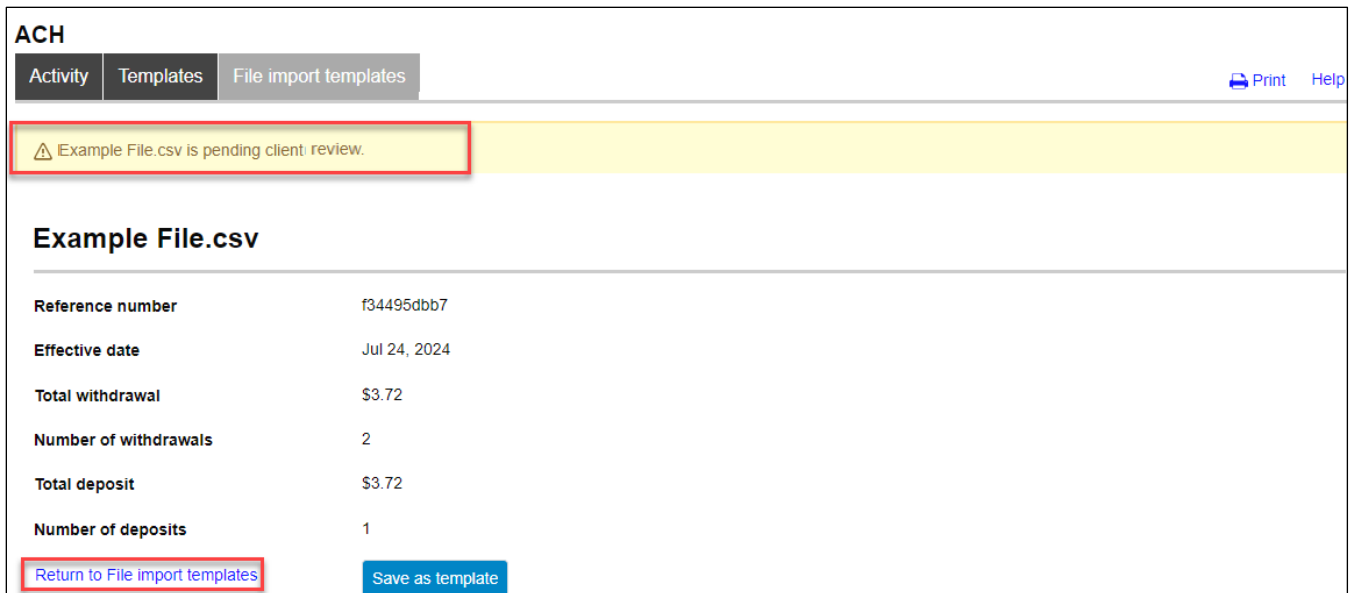 ACH
Activity Templates File import templates
Print Help
Example File.csv is pending client review.
Example File.csv
Reference number f34495dbb7
Effective date Jul 24, 2024
Total withdrawal $3.72
Number of withdrawals 2
Total deposit $3.72
Number of deposits 1
Return to File import templates Save as template